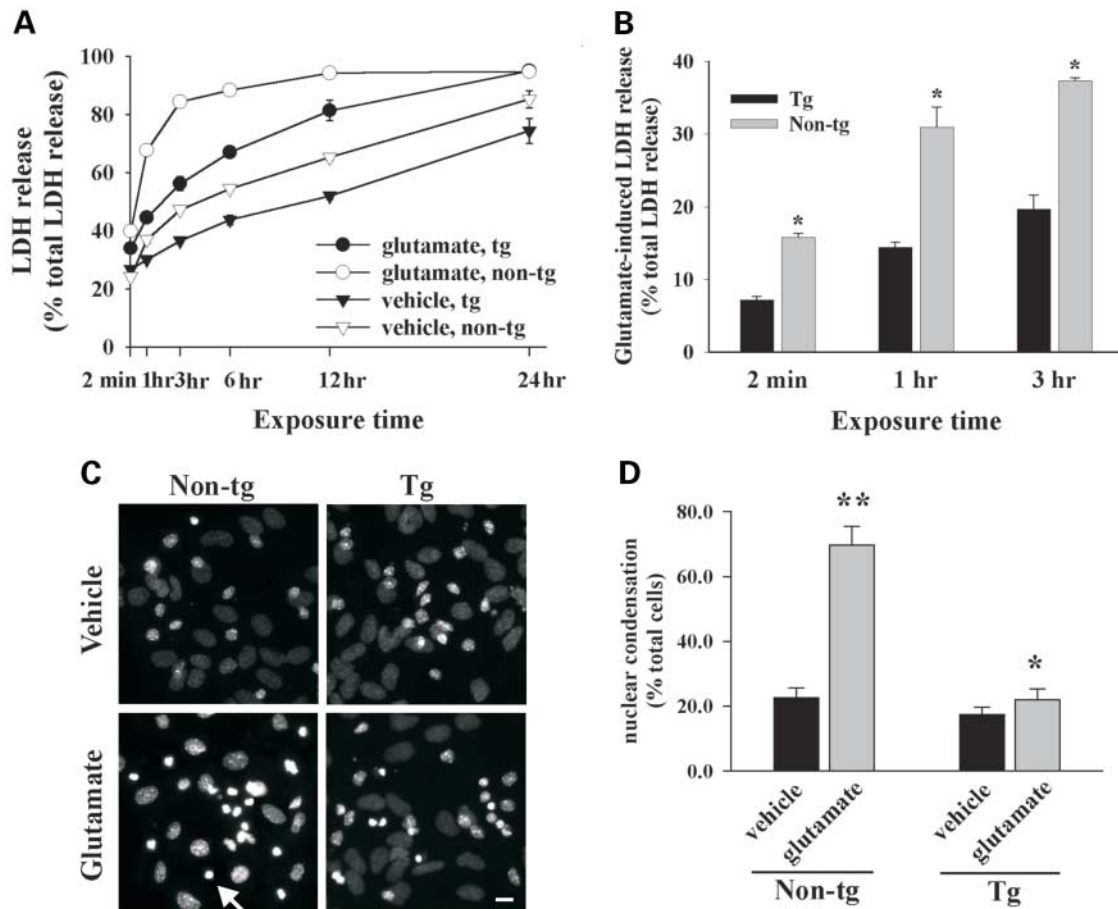 A
LDH release
(% total LDH release)
100
80
60
40
20
0
glutamate, tg
glutamate, non-tg
vehicle, tg
vehicle, non-tg
2 min 1hr 3hr 6hr 12hr 24hr
Exposure time
B
Glutamate-induced LDH release
(% total LDH release)
40
30
20
10
0
Tg
Non-tg
*
*
*
2 min 1 hr 3 hr
Exposure time
C
Non-tg Tg
Vehicle
Glutamate
D
nuclear condensation
(% total cells)
80.0
60.0
40.0
20.0
0.0
**
*
vehicle
glutamate
vehicle
glutamate
Non-tg Tg